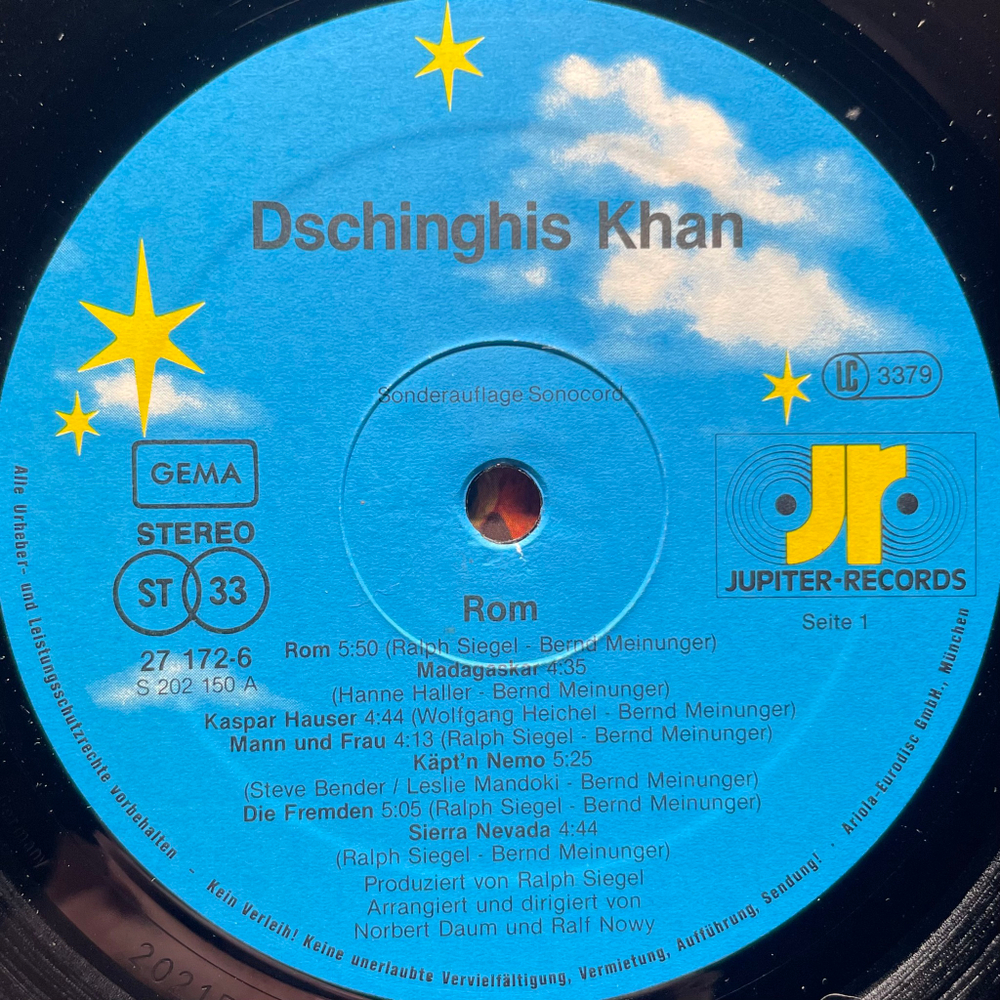 Dschinghis Khan
Sonderauflage Sonocord
LC 3379
GEMA
STEREO
ST 33
27 172-6
S 202 150 A
Jr
JUPITER-RECORDS
Seite 1
Rom
Rom 5:50 (Ralph Siegel - Bernd Meinunger)
Madagaskar 4:35
(Hanne Haller - Bernd Meinunger)
Kaspar Hauser 4:44 (Wolfgang Heichel - Bernd Meinunger)
Mann und Frau 4:13 (Ralph Siegel - Bernd Meinunger)
Käpt'n Nemo 5:25
(Steve Bender / Leslie Mandoki - Bernd Meinunger)
Die Fremden 5:05 (Ralph Siegel - Bernd Meinunger)
Sierra Nevada 4:44
(Ralph Siegel - Bernd Meinunger)
Produziert von Ralph Siegel
Arrangiert und dirigiert von
Norbert Daum und Ralf Nowy
Alle Urheber- und Leistungsschutzrechte vorbehalten - Kein Verleih! Keine unerlaubte Vervielfältigung, Vermietung, Aufführung, Sendung! · Ariola-Eurodisc GmbH., München